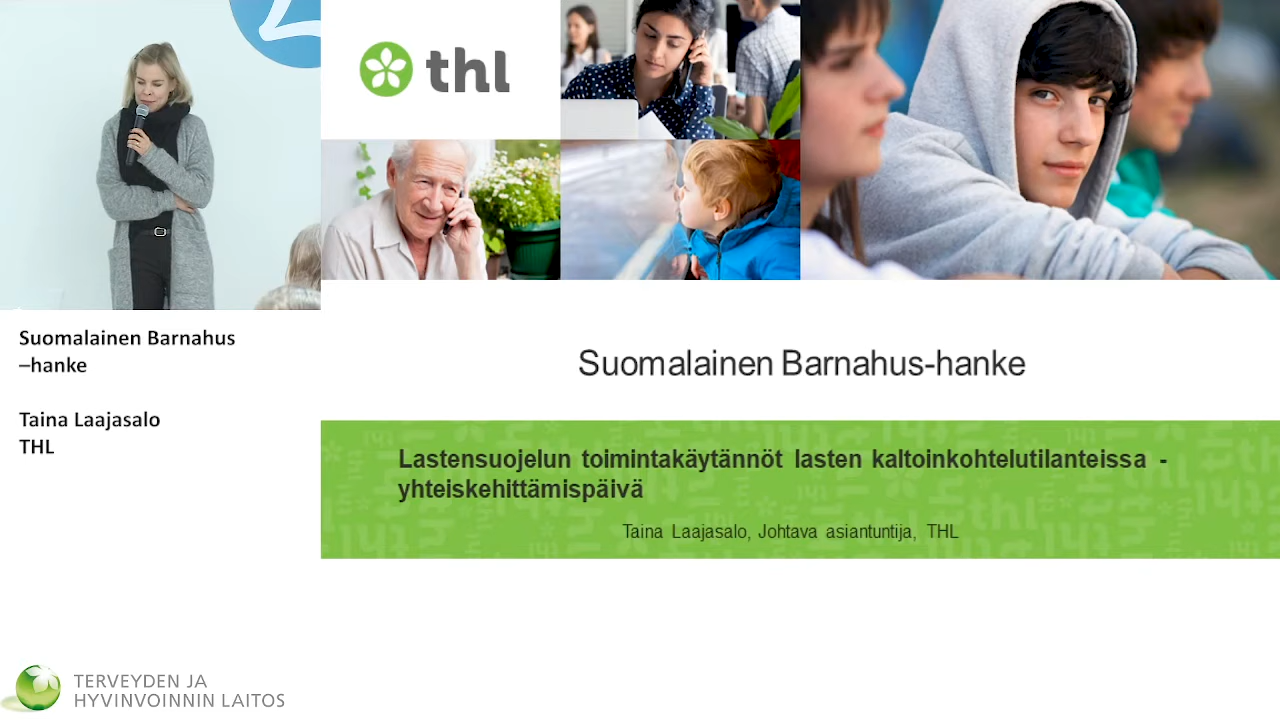 thl
Suomalainen Barnahus
–hanke
Taina Laajasalo
THL
Suomalainen Barnahus-hanke
Lastensuojelun toimintakäytännöt lasten kaltoinkohtelutilanteissa -
yhteiskehittämispäivä
Taina Laajasalo, Johtava asiantuntija, THL
TERVEYDEN JA
HYVINVOINNIN LAITOS